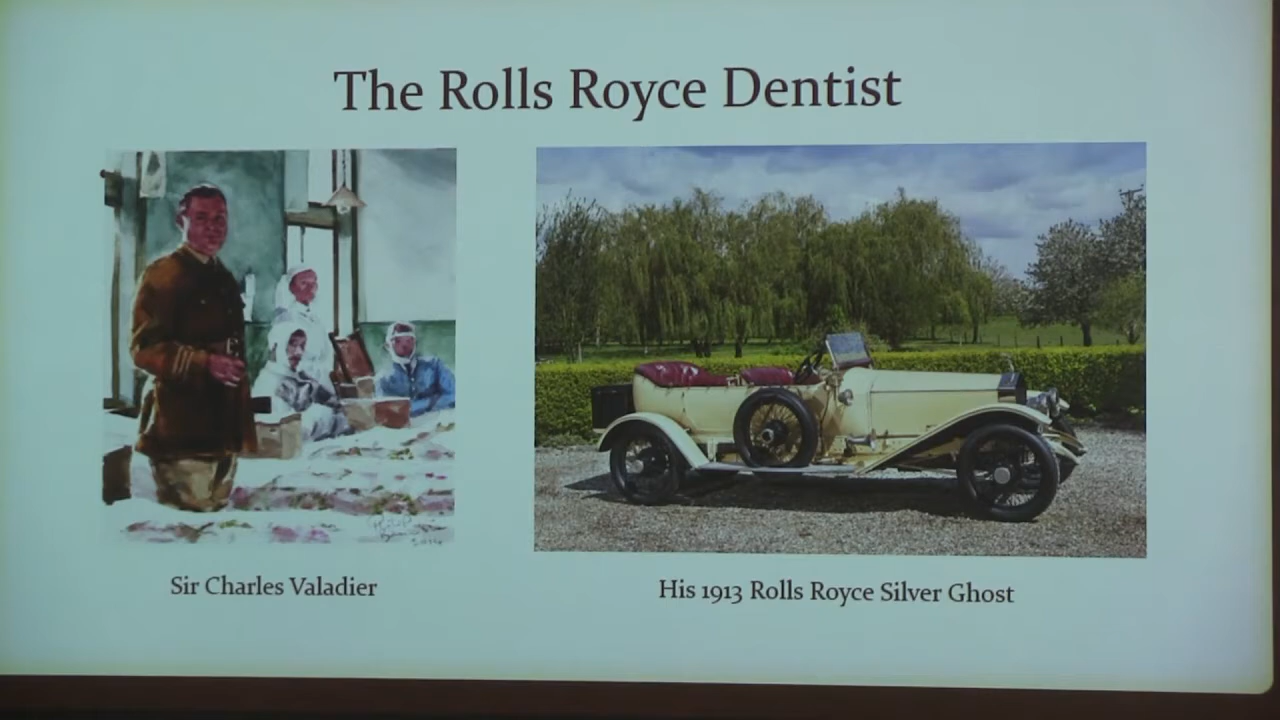 The Rolls Royce Dentist
Sir Charles Valadier
His 1913 Rolls Royce Silver Ghost